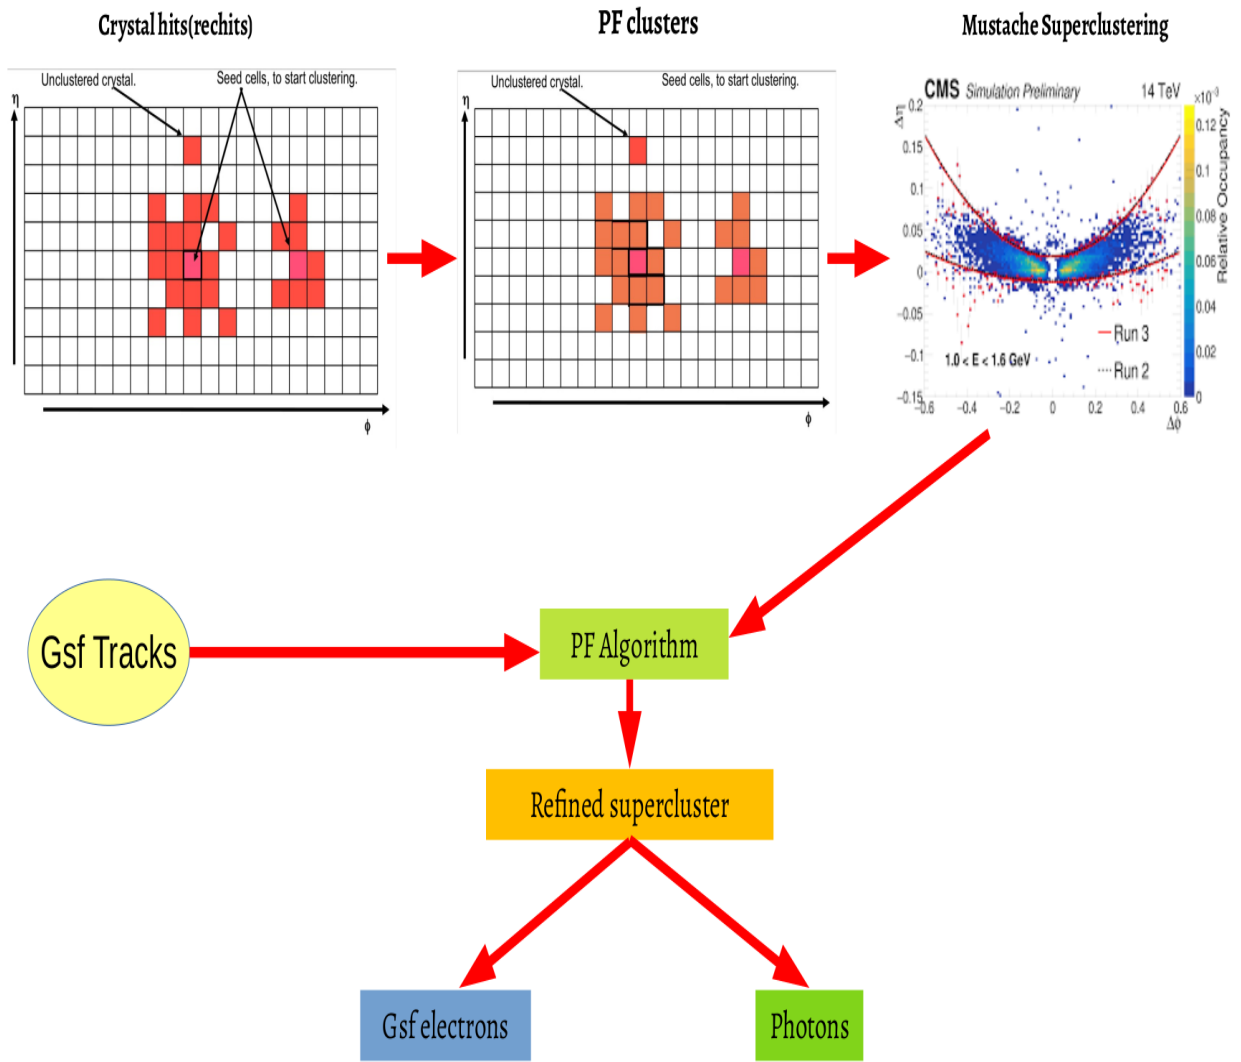 Crystal hits(rechits)
PF clusters
Mustache Superclustering
Unclustered crystal.
Seed cells, to start clustering.
η
ϕ
Unclustered crystal.
Seed cells, to start clustering.
η
ϕ
CMS Simulation Preliminary
14 TeV
×10⁻³
Δη
0.2
0.15
0.1
0.05
0
−0.05
−0.1
−0.15
0.12
0.1
0.08
0.06
0.04
0.02
0
Relative Occupancy
Run 3
1.0 < E < 1.6 GeV
Run 2
−0.6
−0.4
−0.2
0
0.2
0.4
0.6
Δϕ
Gsf Tracks
PF Algorithm
Refined supercluster
Gsf electrons
Photons